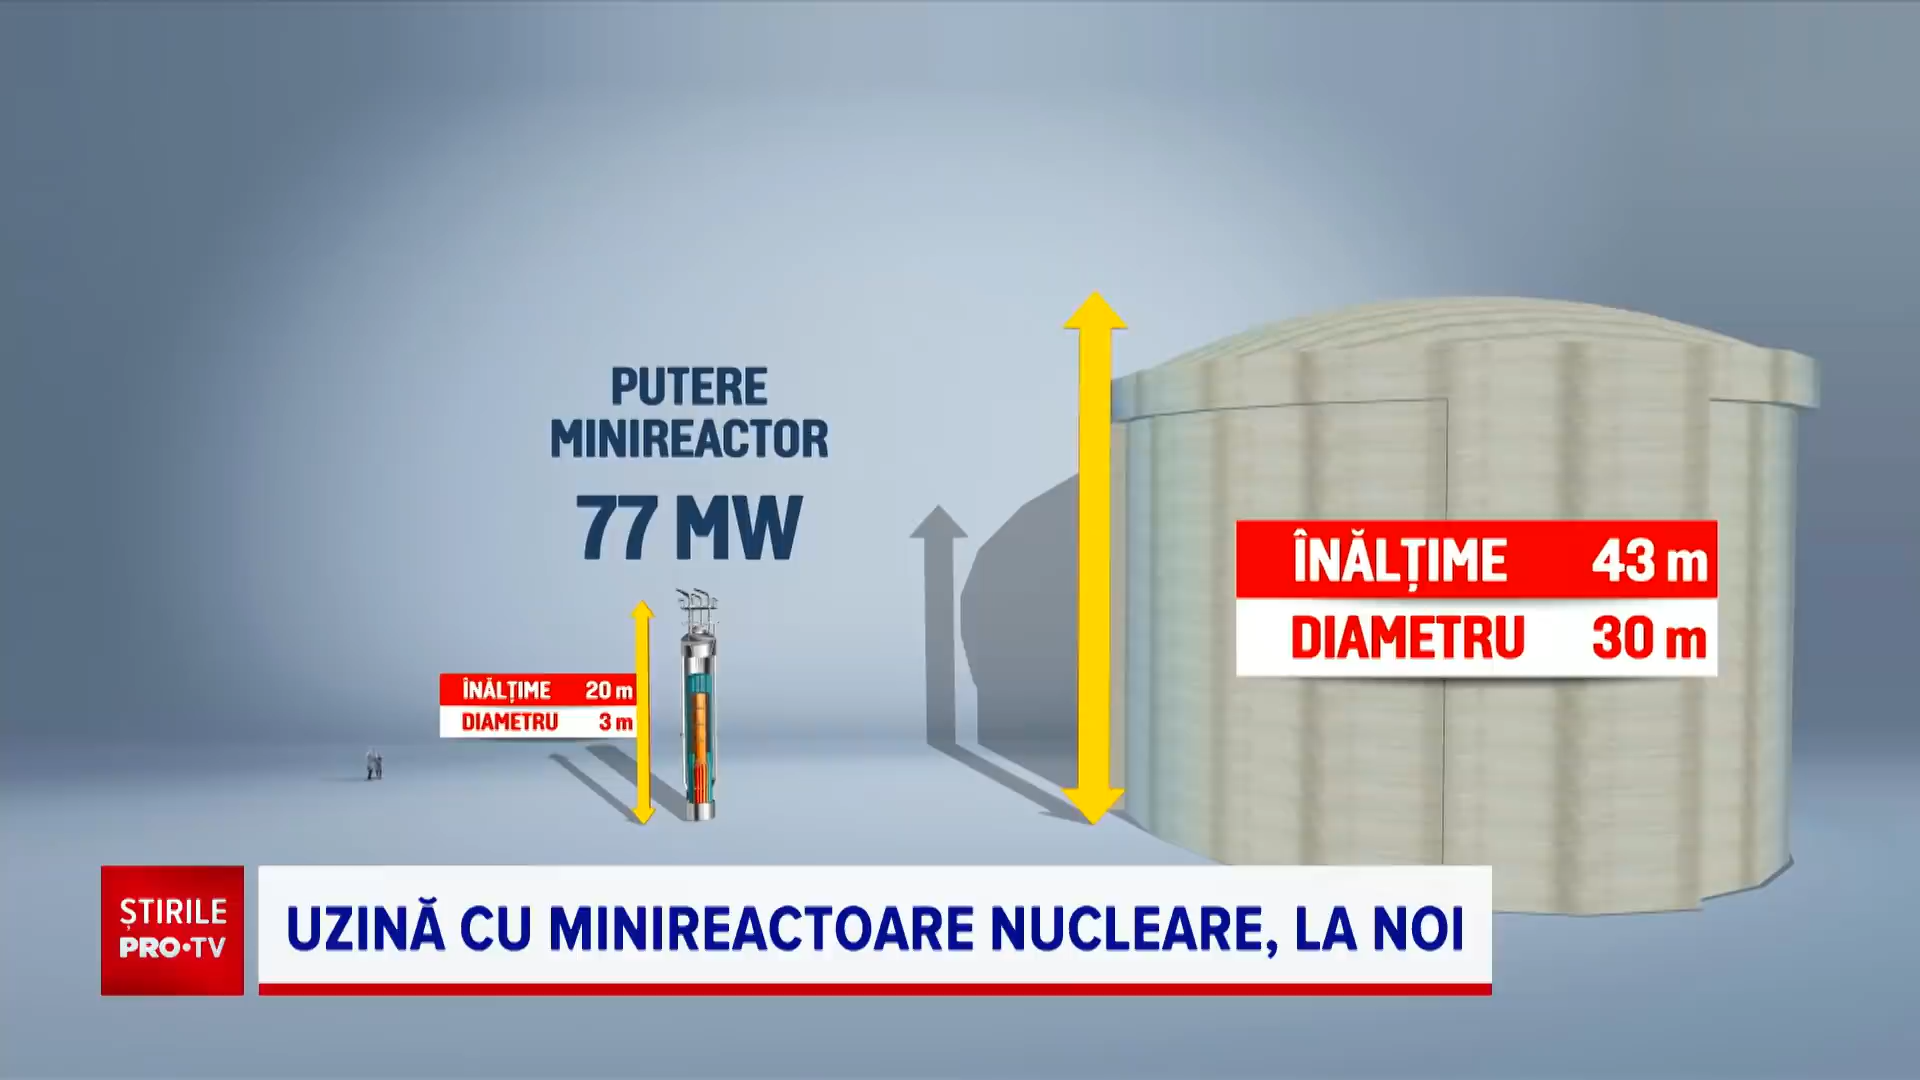 PUTERE
MINIREACTOR
77 MW
ÎNĂLȚIME 20 m
DIAMETRU 3 m
ÎNĂLȚIME 43 m
DIAMETRU 30 m
ȘTIRILE
PRO•TV
UZINĂ CU MINIREACTOARE NUCLEARE, LA NOI